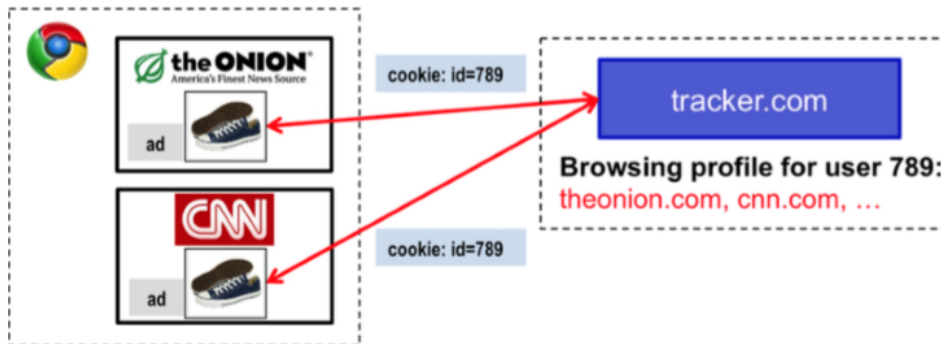 the ONION®
America's Finest News Source
ad
CNN
ad
cookie: id=789
cookie: id=789
tracker.com
Browsing profile for user 789:
theonion.com, cnn.com, ...